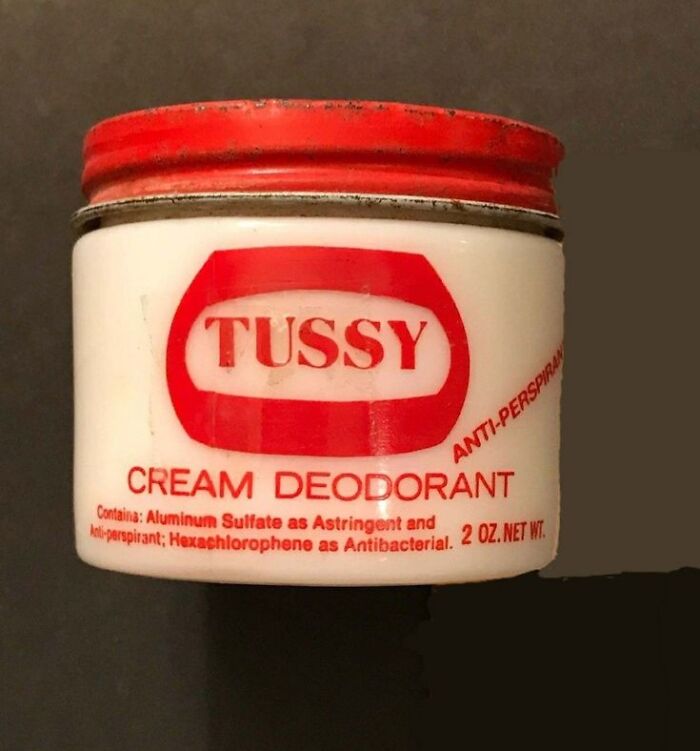 TUSSY
ANTI-PERSPIRAN
CREAM DEODORANT
Contains: Aluminum Sulfate as Astringent and
Anti-perspirant; Hexachlorophene as Antibacterial.
2 OZ. NET WT.